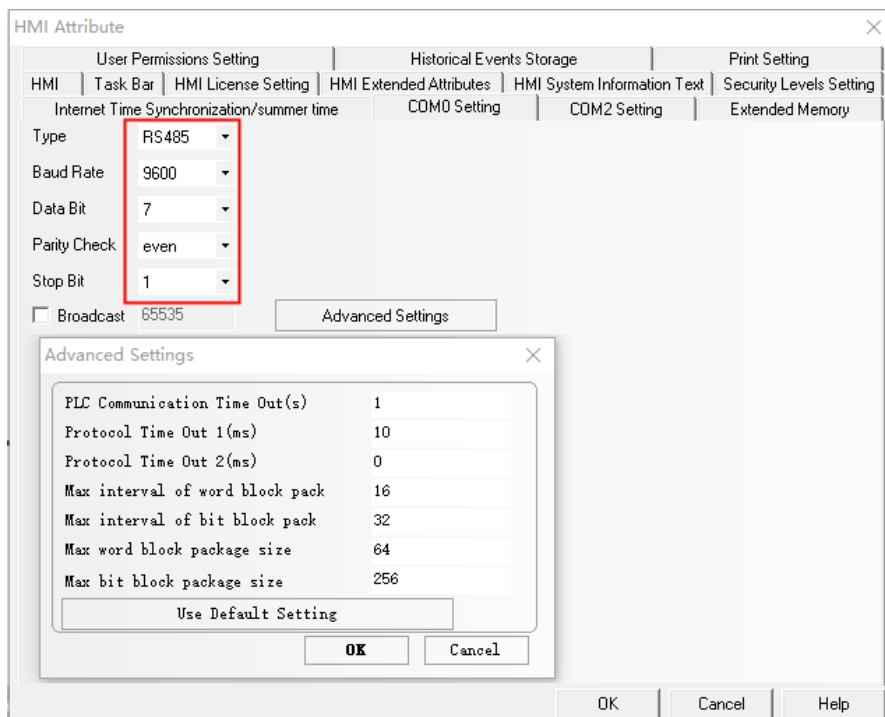 HMI Attribute
User Permissions Setting Historical Events Storage Print Setting
HMI Task Bar HMI License Setting HMI Extended Attributes HMI System Information Text Security Levels Setting
Internet Time Synchronization/summer time COM0 Setting COM2 Setting Extended Memory
Type RS485
Baud Rate 9600
Data Bit 7
Parity Check even
Stop Bit 1
Broadcast 65535 Advanced Settings
Advanced Settings
PLC Communication Time Out(s) 1
Protocol Time Out 1(ms) 10
Protocol Time Out 2(ms) 0
Max interval of word block pack 16
Max interval of bit block pack 32
Max word block package size 64
Max bit block package size 256
Use Default Setting
OK Cancel
OK Cancel Help